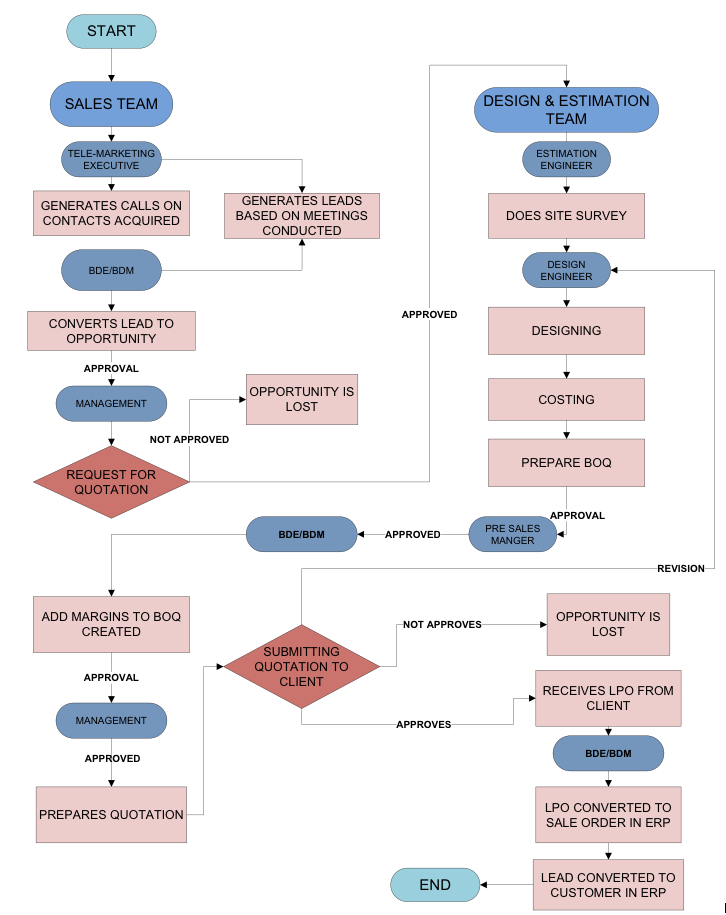 START
SALES TEAM
TELE-MARKETING
EXECUTIVE
GENERATES CALLS ON
CONTACTS ACQUIRED
GENERATES LEADS
BASED ON MEETINGS
CONDUCTED
BDE/BDM
CONVERTS LEAD TO
OPPORTUNITY
APPROVAL
MANAGEMENT
OPPORTUNITY IS
LOST
NOT APPROVED
REQUEST FOR
QUOTATION
APPROVED
DESIGN & ESTIMATION
TEAM
ESTIMATION
ENGINEER
DOES SITE SURVEY
DESIGN
ENGINEER
DESIGNING
COSTING
PREPARE BOQ
APPROVAL
PRE SALES
MANGER
APPROVED
BDE/BDM
ADD MARGINS TO BOQ
CREATED
APPROVAL
MANAGEMENT
APPROVED
PREPARES QUOTATION
SUBMITTING
QUOTATION TO
CLIENT
REVISION
NOT APPROVES
OPPORTUNITY IS
LOST
APPROVES
RECEIVES LPO FROM
CLIENT
BDE/BDM
LPO CONVERTED TO
SALE ORDER IN ERP
LEAD CONVERTED TO
CUSTOMER IN ERP
END